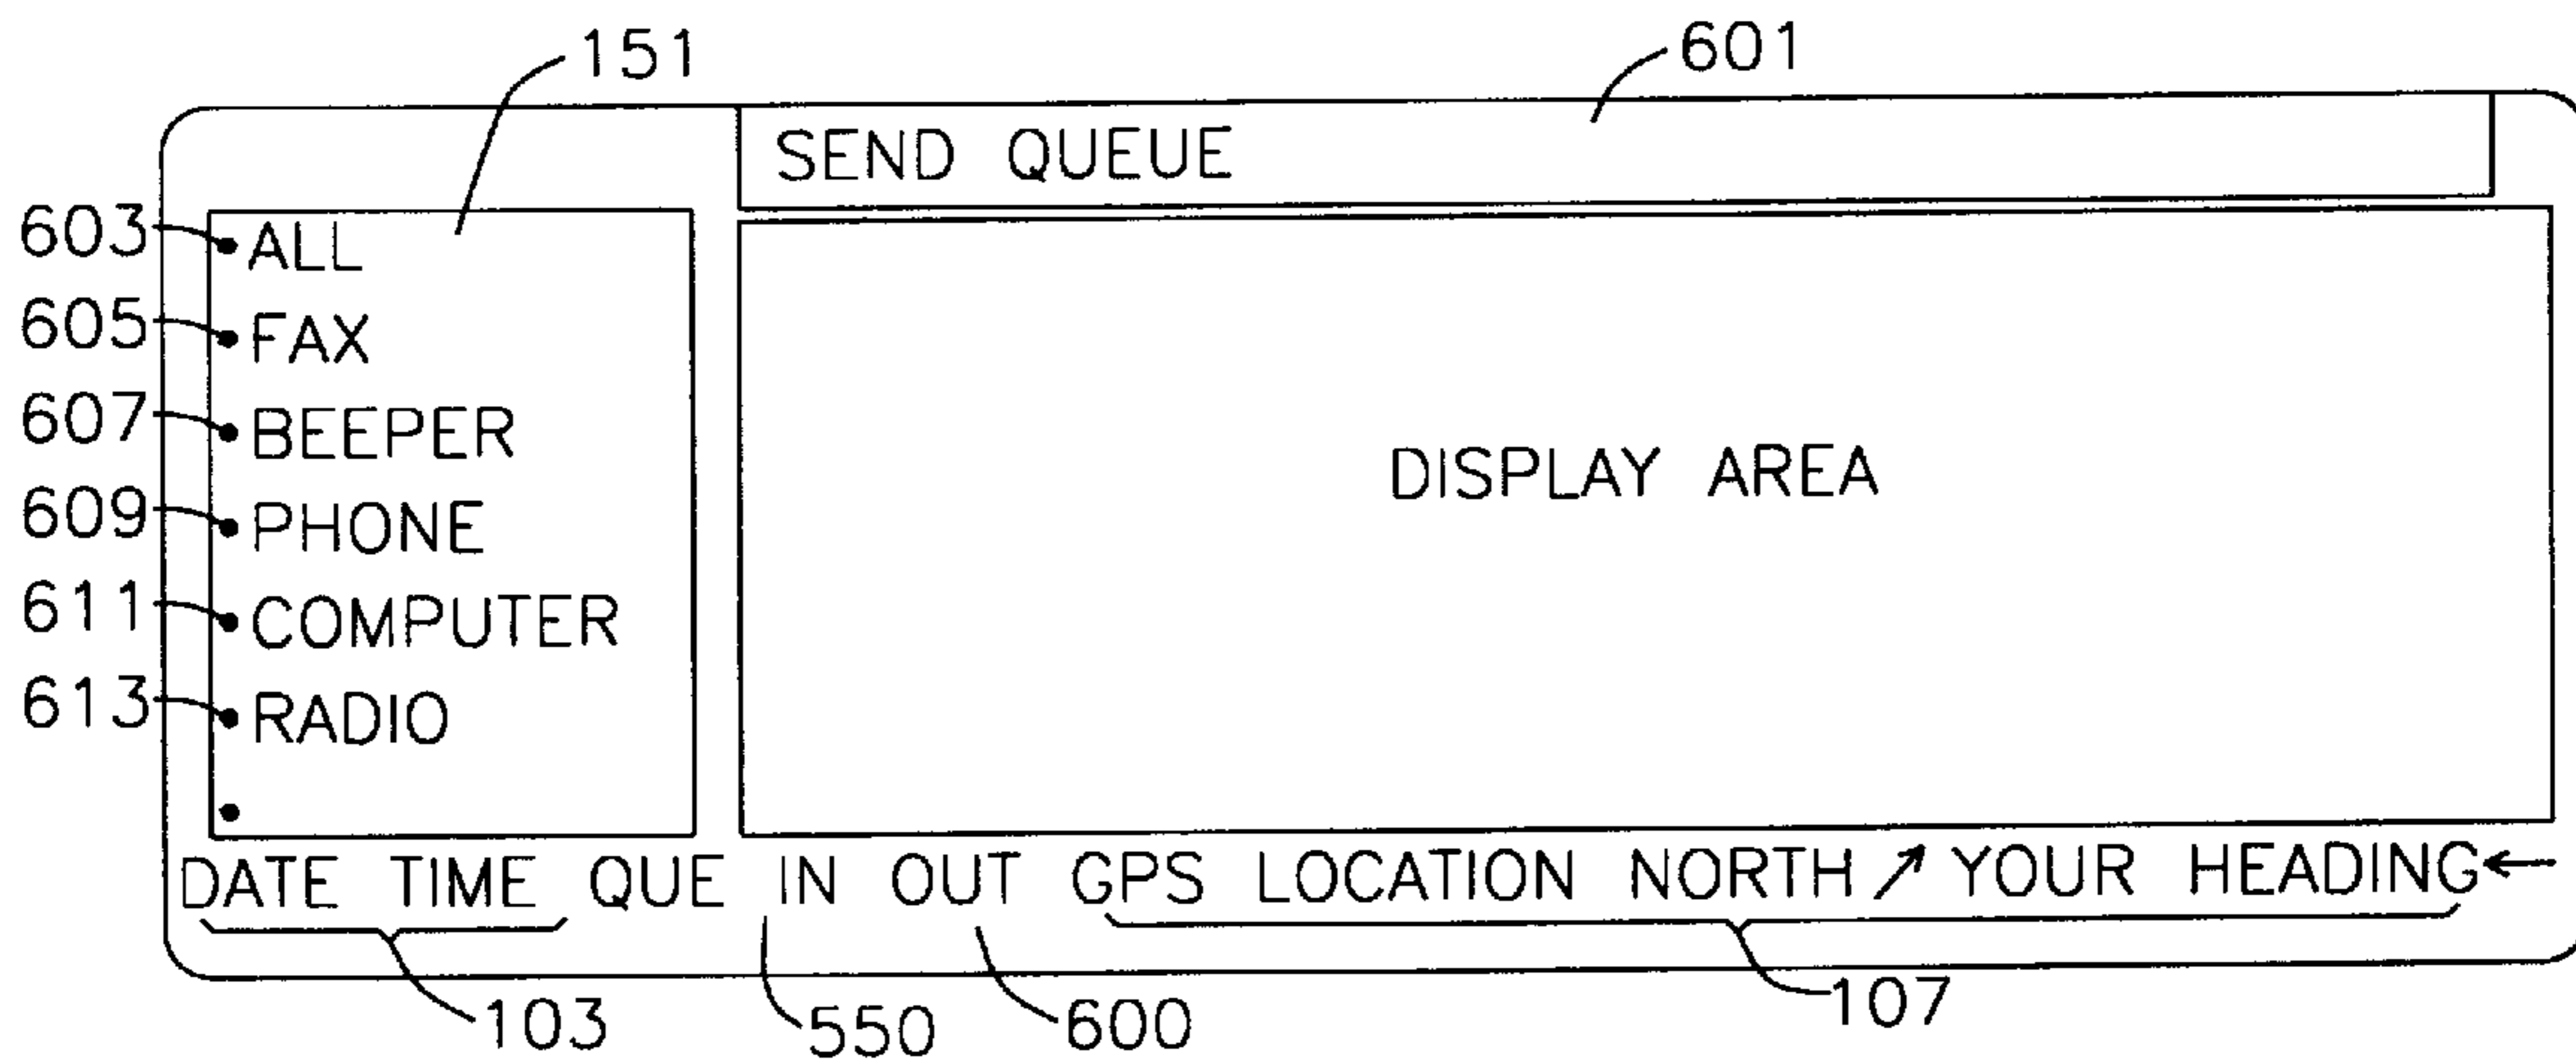 151
601
SEND QUEUE
603 ALL
605 FAX
607 BEEPER
609 PHONE
611 COMPUTER
613 RADIO
DISPLAY AREA
DATE TIME QUE IN OUT GPS LOCATION NORTH ↗ YOUR HEADING ←
103
550
600
107